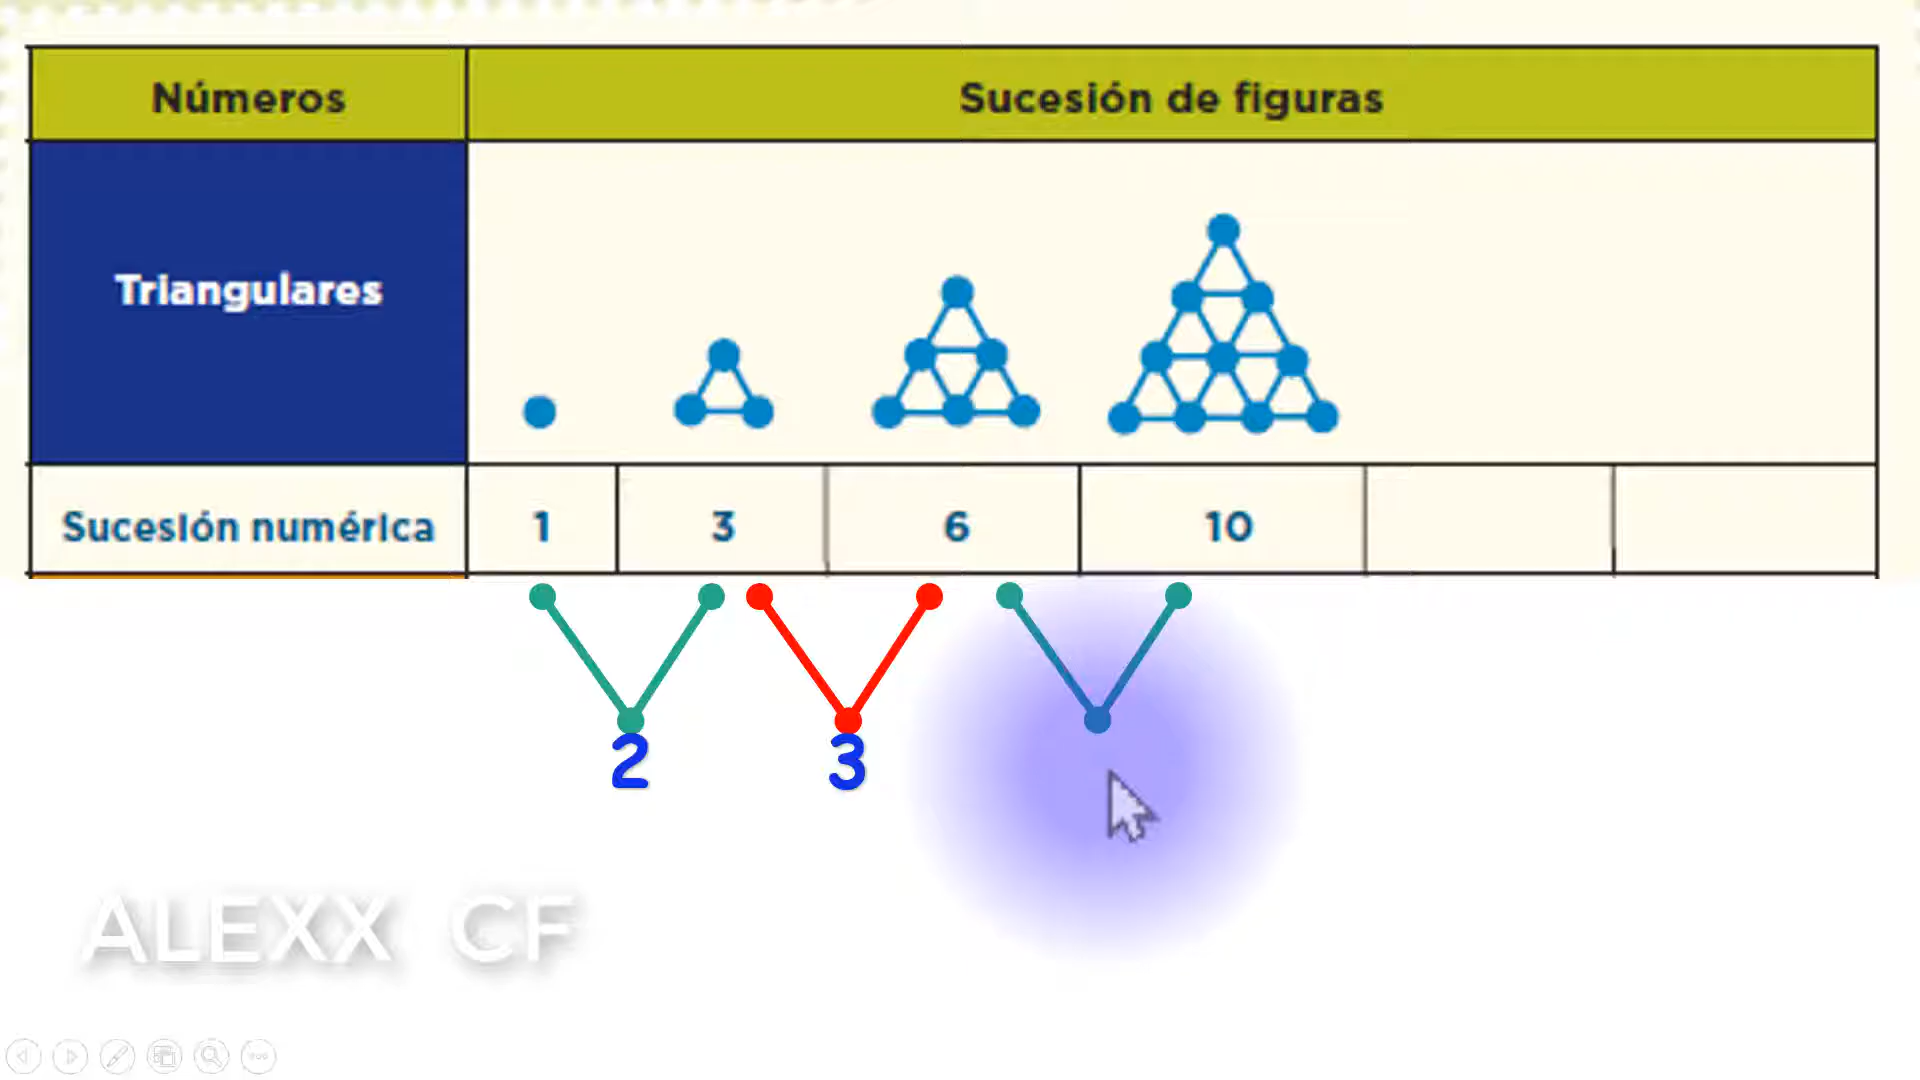 Números Sucesión de figuras
Triangulares
Sucesión numérica 1 3 6 10
2 3
ALEXX CF